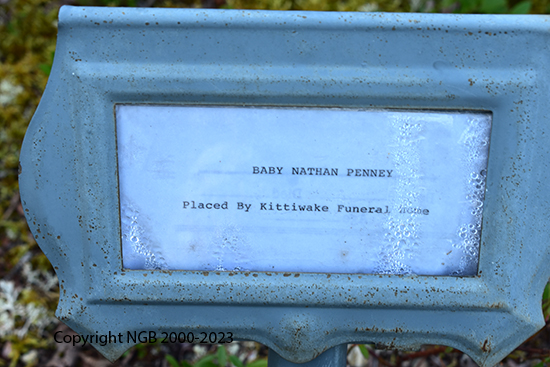 BABY NATHAN PENNEY
Placed By Kittiwake Funeral Home
Copyright NGB 2000-2023